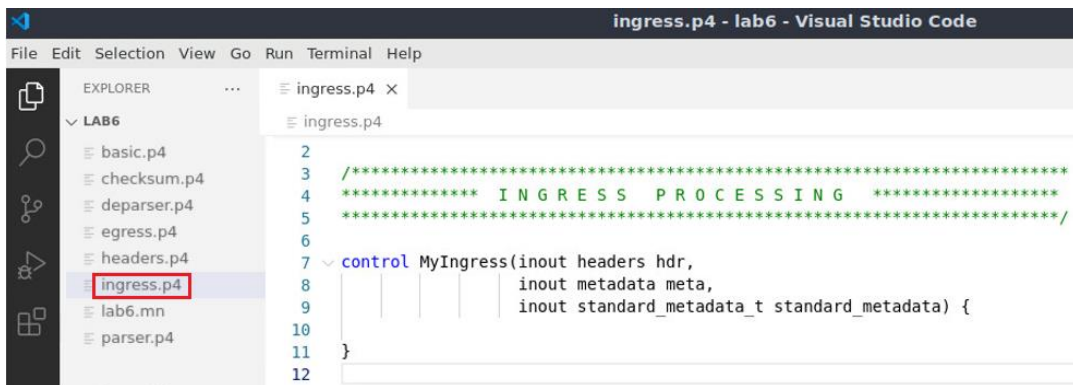 ingress.p4 - lab6 - Visual Studio Code
File Edit Selection View Go Run Terminal Help
EXPLORER ...
LAB6
basic.p4
checksum.p4
deparser.p4
egress.p4
headers.p4
ingress.p4
lab6.mn
parser.p4
ingress.p4 ×
ingress.p4
2
3 /*************************************************************************
4 ************** I N G R E S S   P R O C E S S I N G   *******************
5 *************************************************************************/
6
7 control MyIngress(inout headers hdr,
8 inout metadata meta,
9 inout standard_metadata_t standard_metadata) {
10
11 }
12